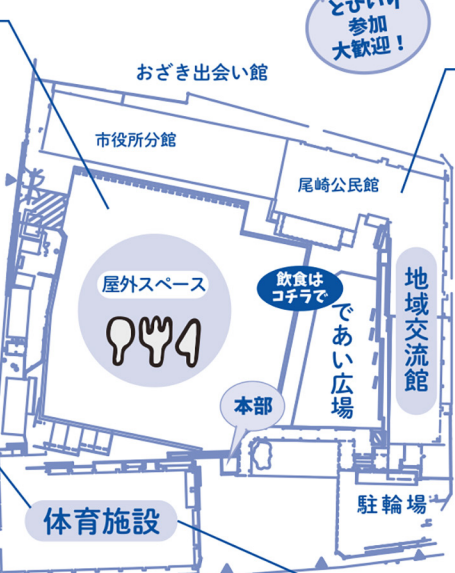 とび入り
参加
大歓迎！
おざき出会い館
市役所分館
尾崎公民館
屋外スペース
飲食は
コチラで
であい広場
地域交流館
本部
駐輪場
体育施設